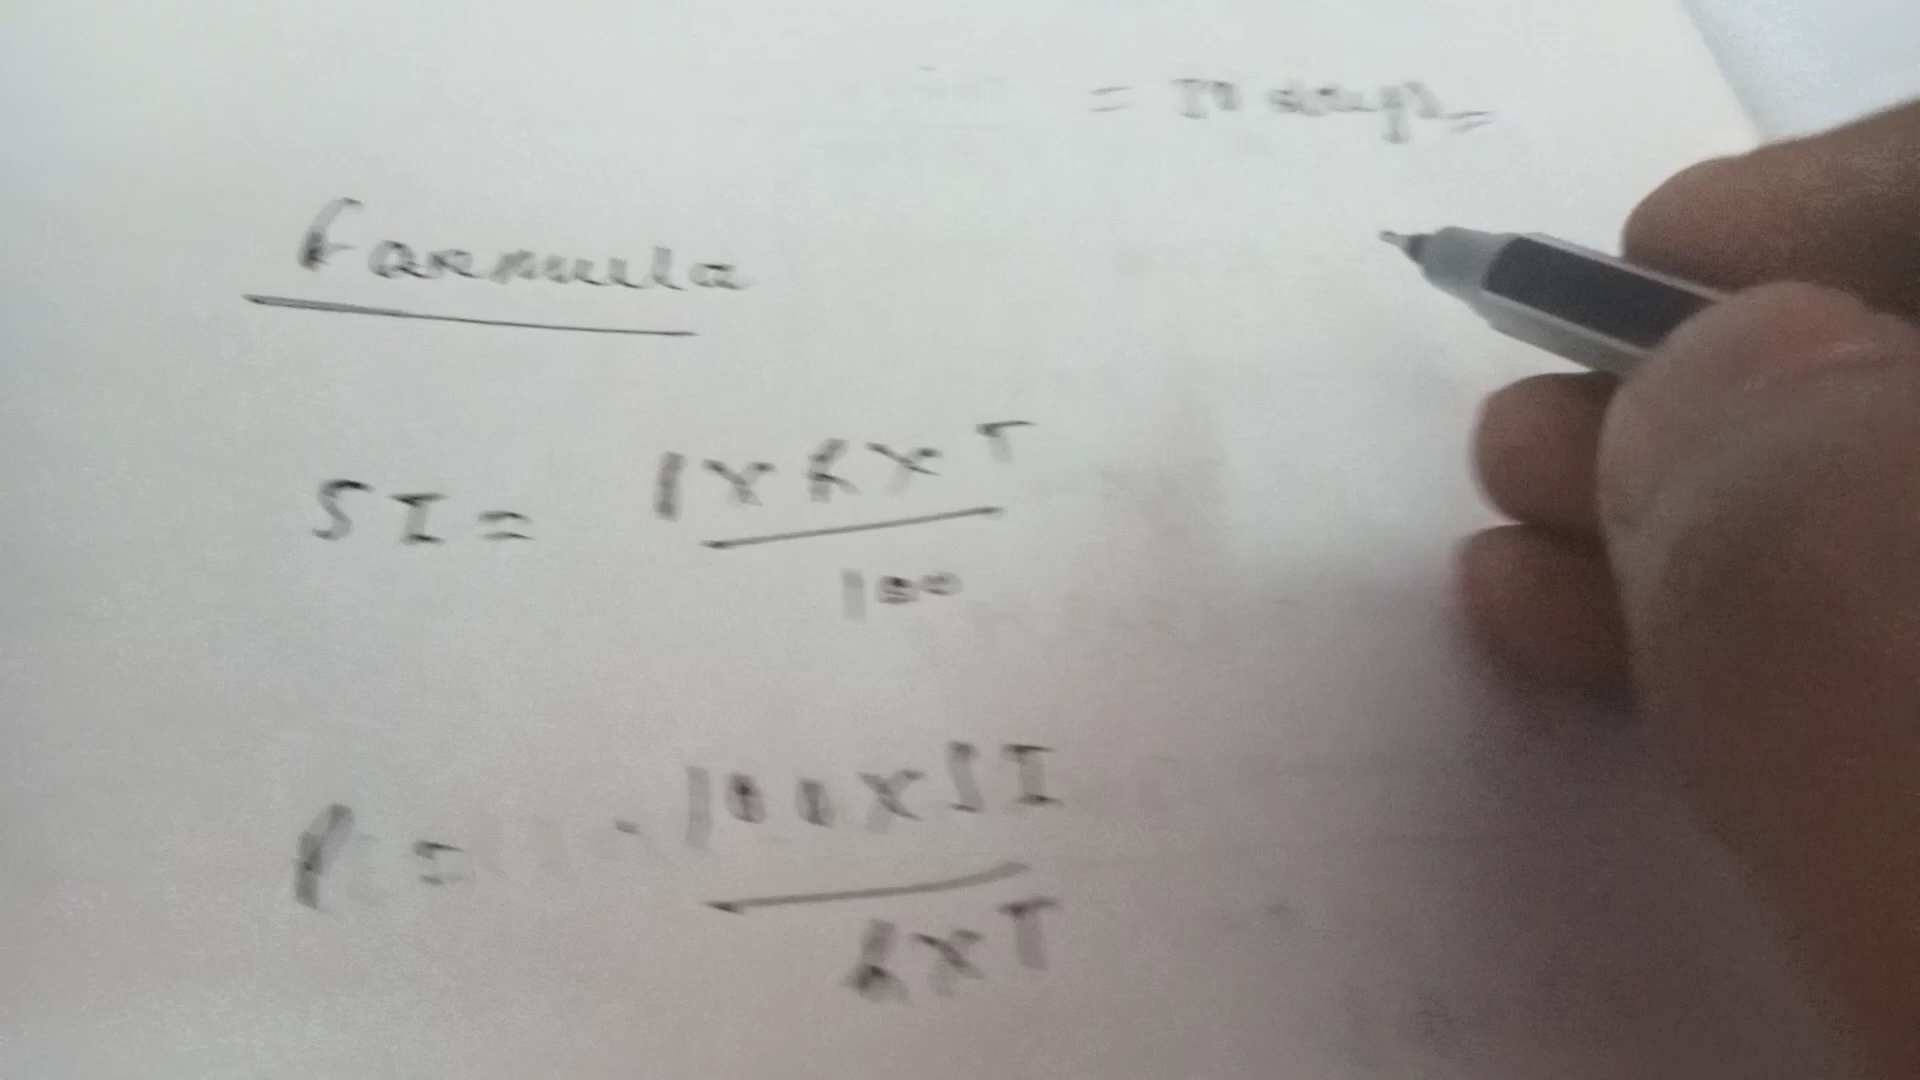 =
Formula
SI = P x R x T
100
P = 100 x SI
R x T